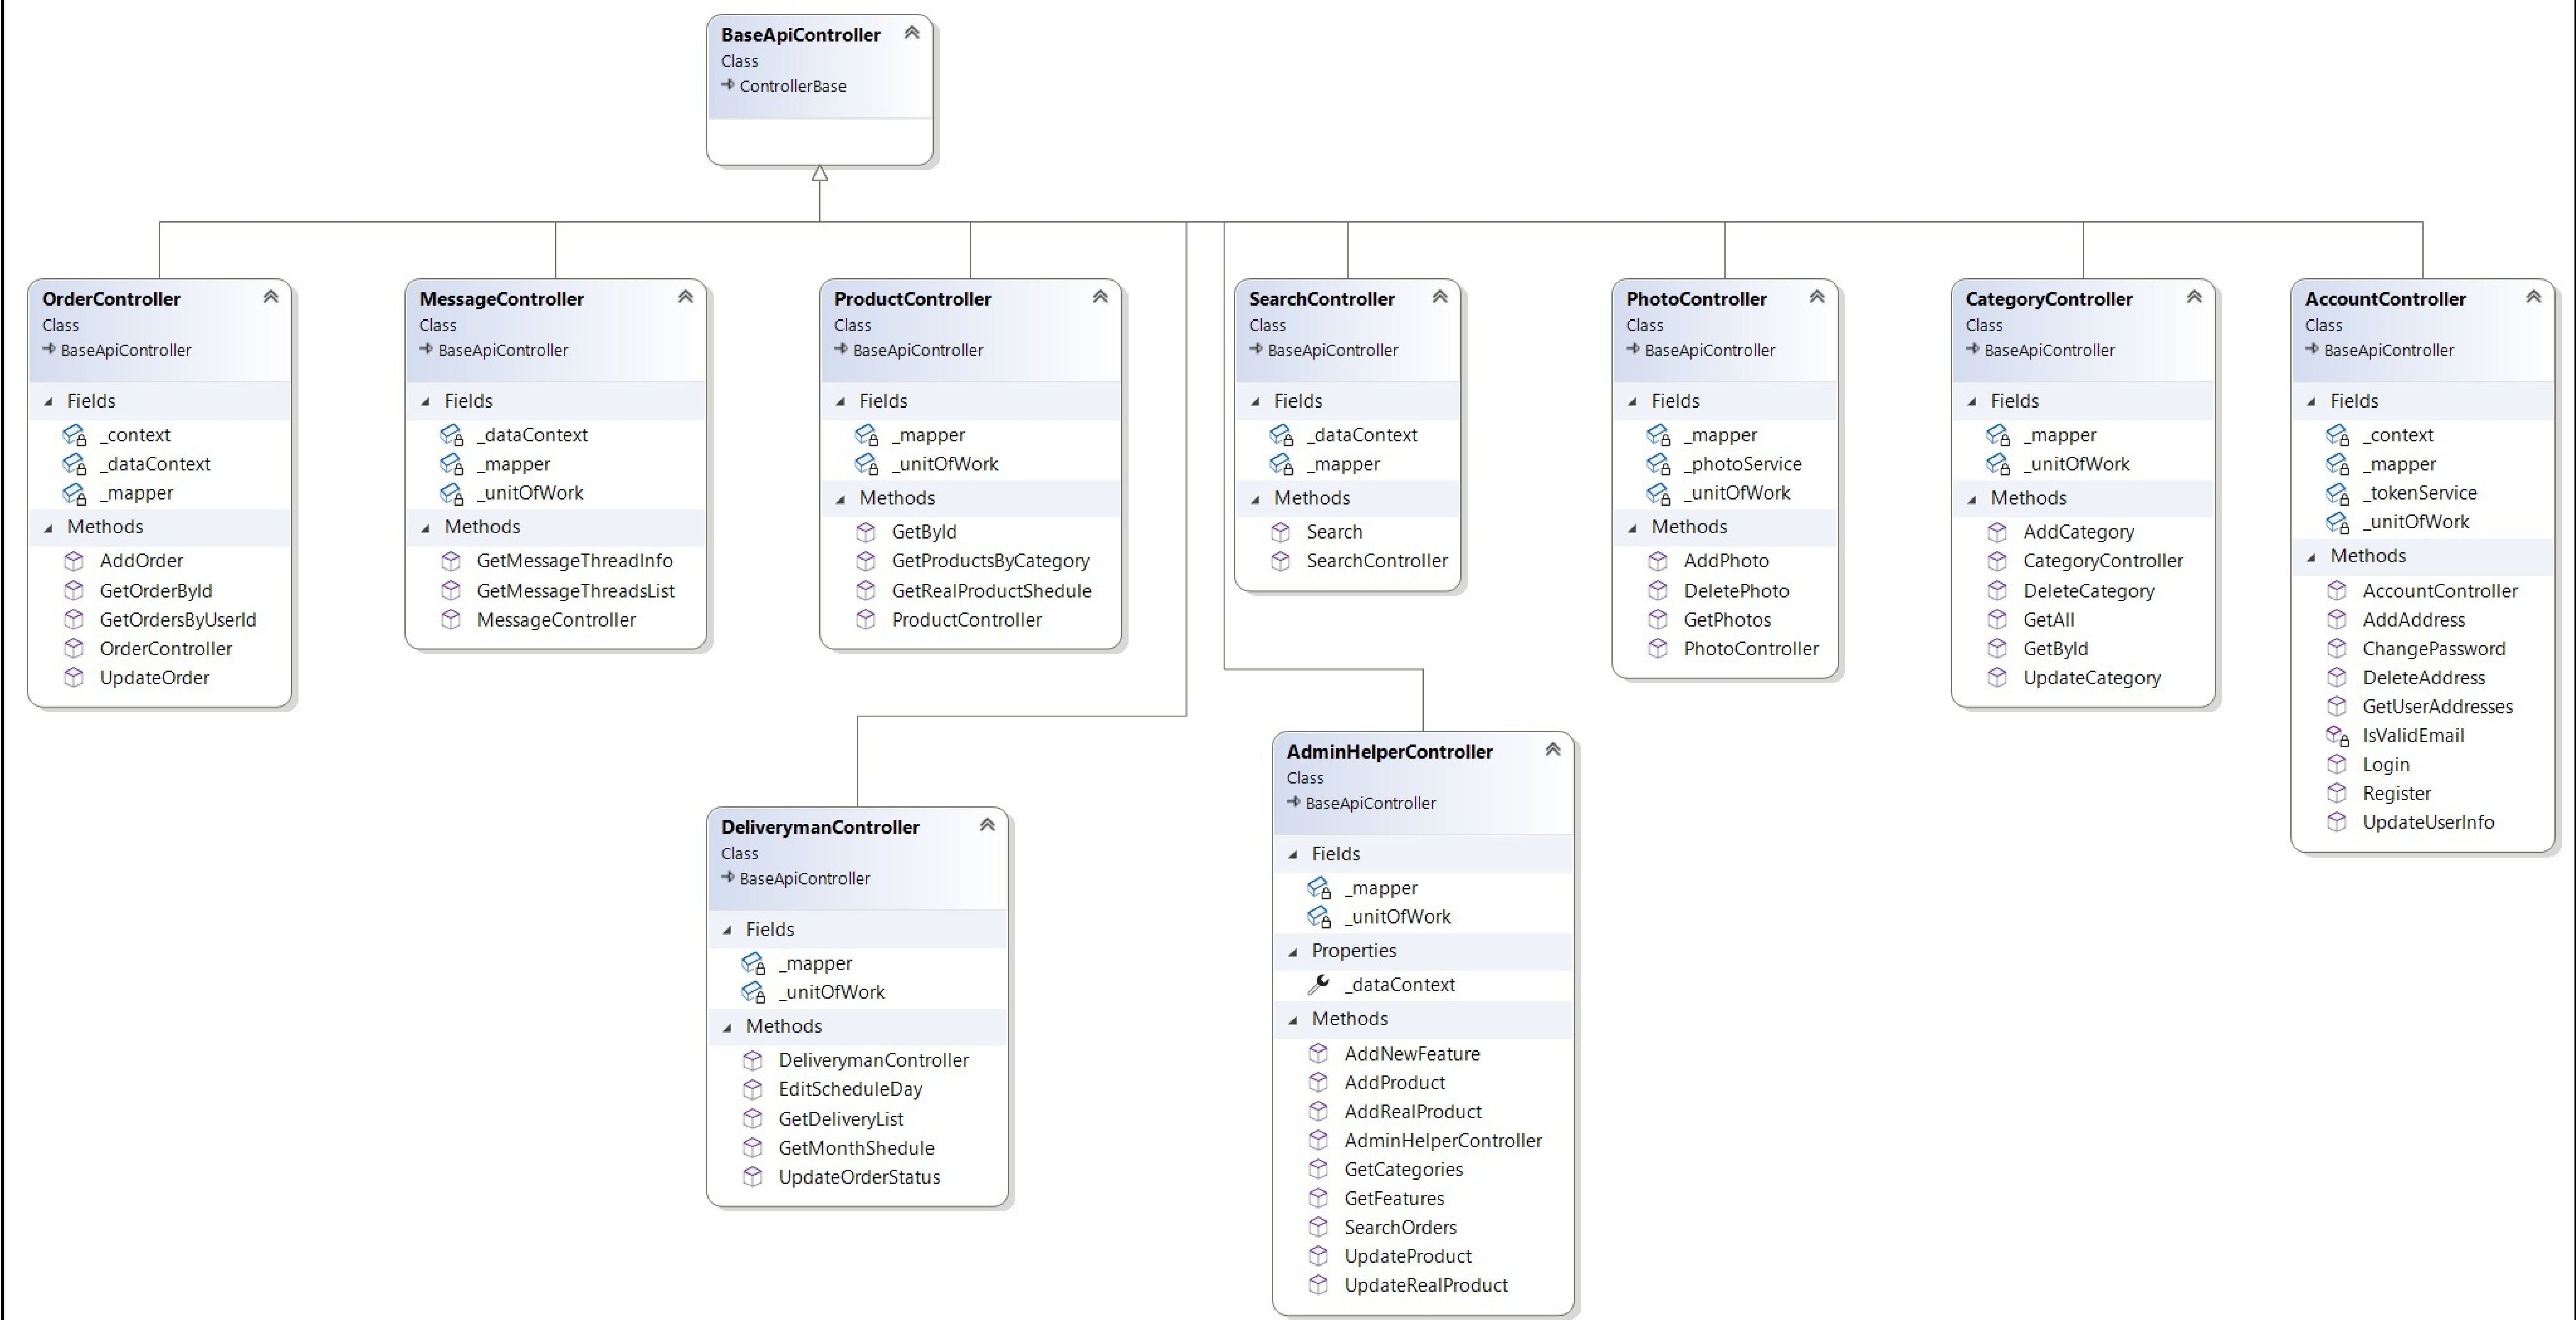 BaseApiController
Class
ControllerBase
OrderController
Class
BaseApiController
Fields
_context
_dataContext
_mapper
Methods
AddOrder
GetOrderById
GetOrdersByUserId
OrderController
UpdateOrder
MessageController
Class
BaseApiController
Fields
_dataContext
_mapper
_unitOfWork
Methods
GetMessageThreadInfo
GetMessageThreadsList
MessageController
ProductController
Class
BaseApiController
Fields
_mapper
_unitOfWork
Methods
GetById
GetProductsByCategory
GetRealProductShedule
ProductController
SearchController
Class
BaseApiController
Fields
_dataContext
_mapper
Methods
Search
SearchController
PhotoController
Class
BaseApiController
Fields
_mapper
_photoService
_unitOfWork
Methods
AddPhoto
DeletePhoto
GetPhotos
PhotoController
CategoryController
Class
BaseApiController
Fields
_mapper
_unitOfWork
Methods
AddCategory
CategoryController
DeleteCategory
GetAll
GetById
UpdateCategory
AccountController
Class
BaseApiController
Fields
_context
_mapper
_tokenService
_unitOfWork
Methods
AccountController
AddAddress
ChangePassword
DeleteAddress
GetUserAddresses
IsValidEmail
Login
Register
UpdateUserInfo
DeliverymanController
Class
BaseApiController
Fields
_mapper
_unitOfWork
Methods
DeliverymanController
EditScheduleDay
GetDeliveryList
GetMonthShedule
UpdateOrderStatus
AdminHelperController
Class
BaseApiController
Fields
_mapper
_unitOfWork
Properties
_dataContext
Methods
AddNewFeature
AddProduct
AddRealProduct
AdminHelperController
GetCategories
GetFeatures
SearchOrders
UpdateProduct
UpdateRealProduct